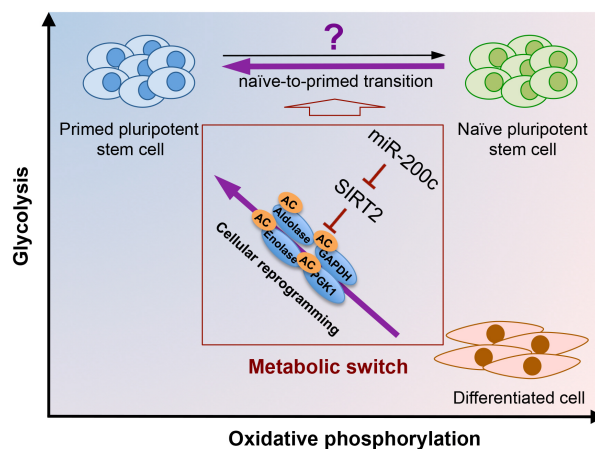 ?
naïve-to-primed transition
Primed pluripotent
stem cell
Naïve pluripotent
stem cell
miR-200c
SIRT2
AC
Aldolase
AC
Enolase
AC
GAPDH
AC
PGK1
Cellular reprogramming
Metabolic switch
Differentiated cell
Glycolysis
Oxidative phosphorylation